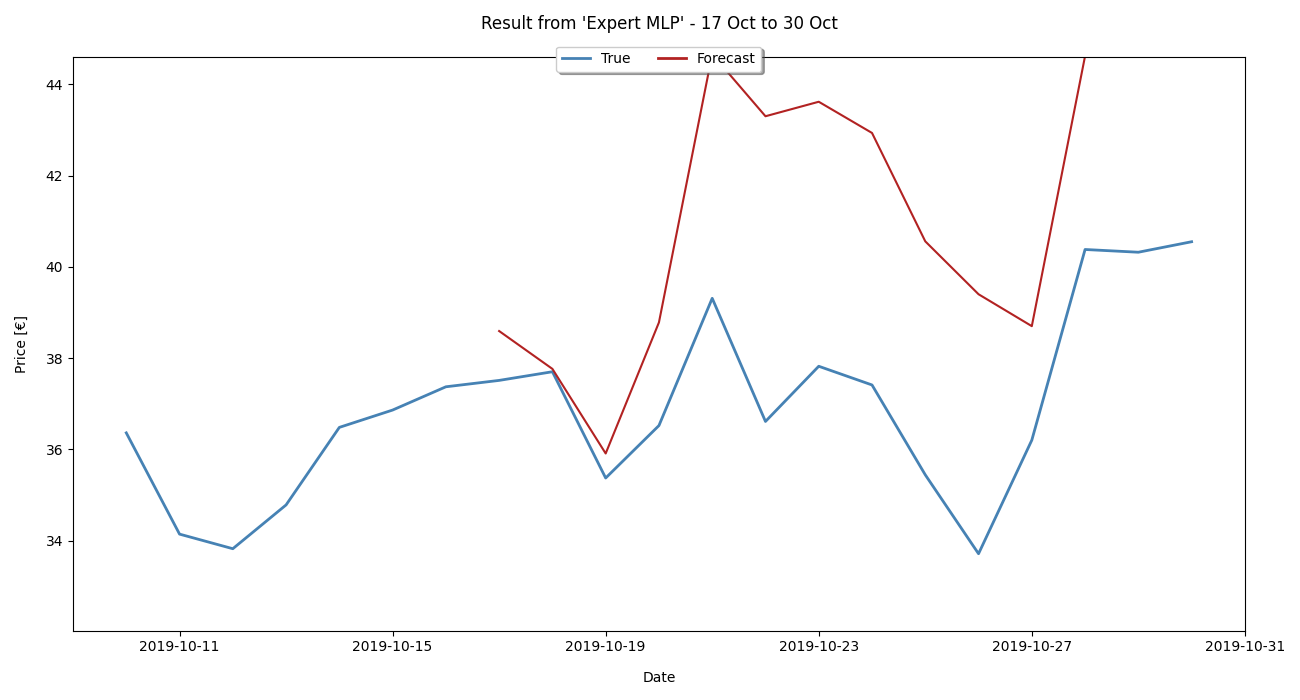 Result from 'Expert MLP' - 17 Oct to 30 Oct
True Forecast
44
42
40
38
36
34
Price [€]
2019-10-11 2019-10-15 2019-10-19 2019-10-23 2019-10-27 2019-10-31
Date